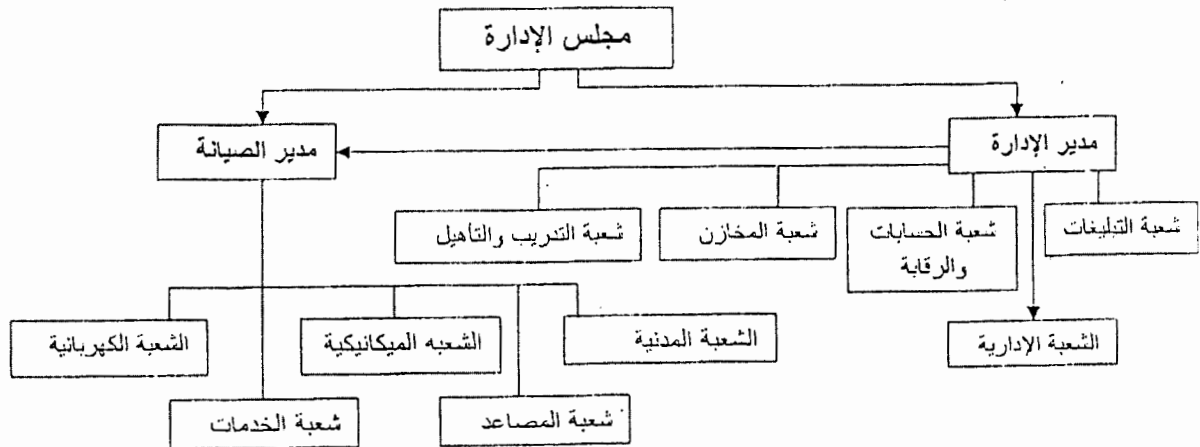 مجلس الإدارة
مدير الإدارة
مدير الصيانة
شعبة التبليغات
شعبة الحسابات
والرقابة
شعبة المخازن
شعبة التدريب والتأهيل
الشعبة الإدارية
الشعبة المدنية
الشعبه الميكانيكية
الشعبة الكهربائية
شعبة المصاعد
شعبة الخدمات